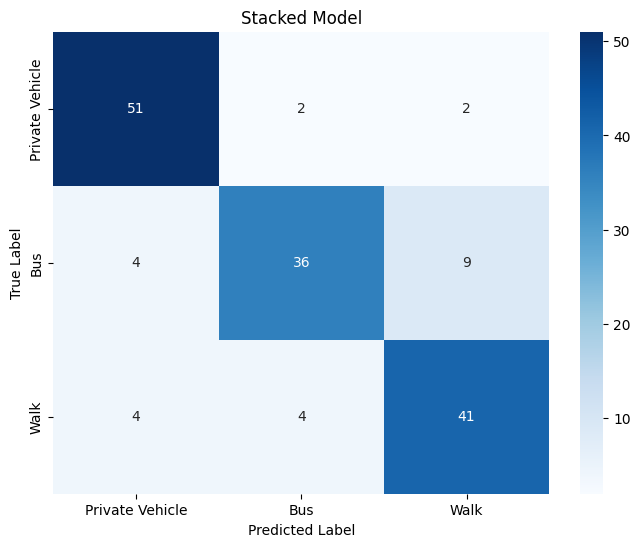 Stacked Model
True Label
Private Vehicle
51 2 2
Bus
4 36 9
Walk
4 4 41
Private Vehicle Bus Walk
Predicted Label
50
40
30
20
10